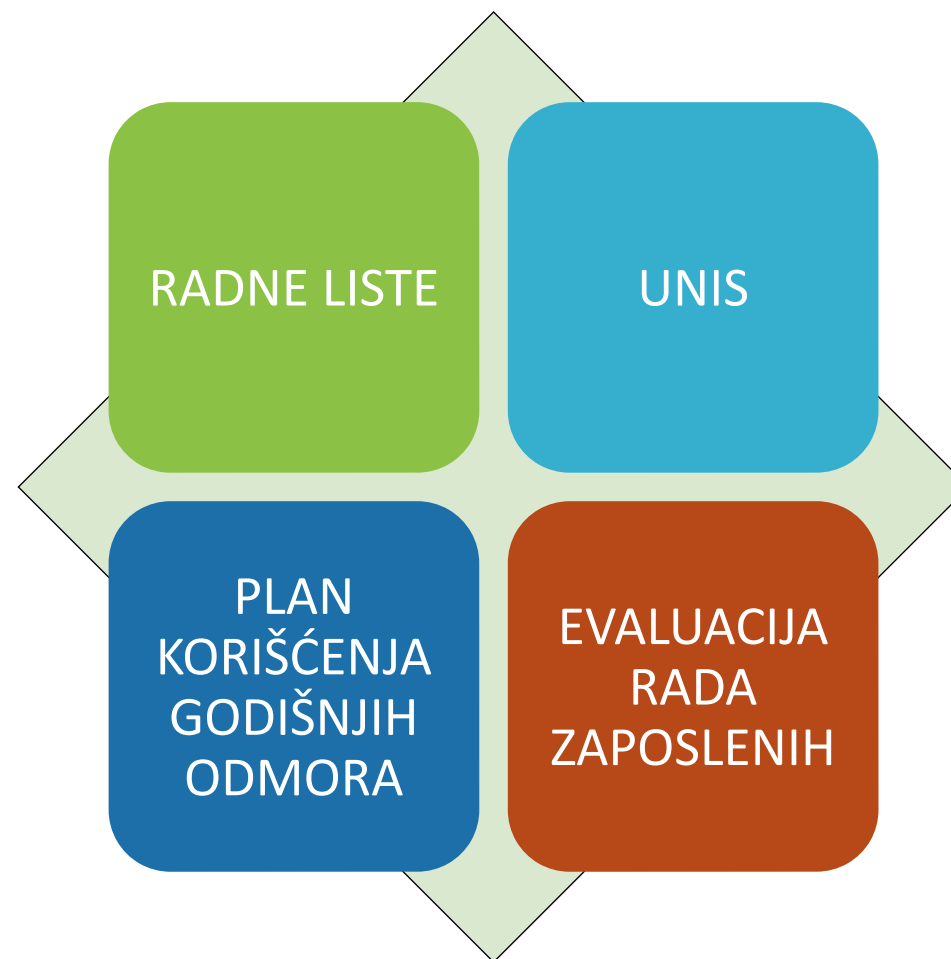 RADNE LISTE
UNIS
PLAN
KORIŠĆENJA
GODIŠNJIH
ODMORA
EVALUACIJA
RADA
ZAPOSLENIH